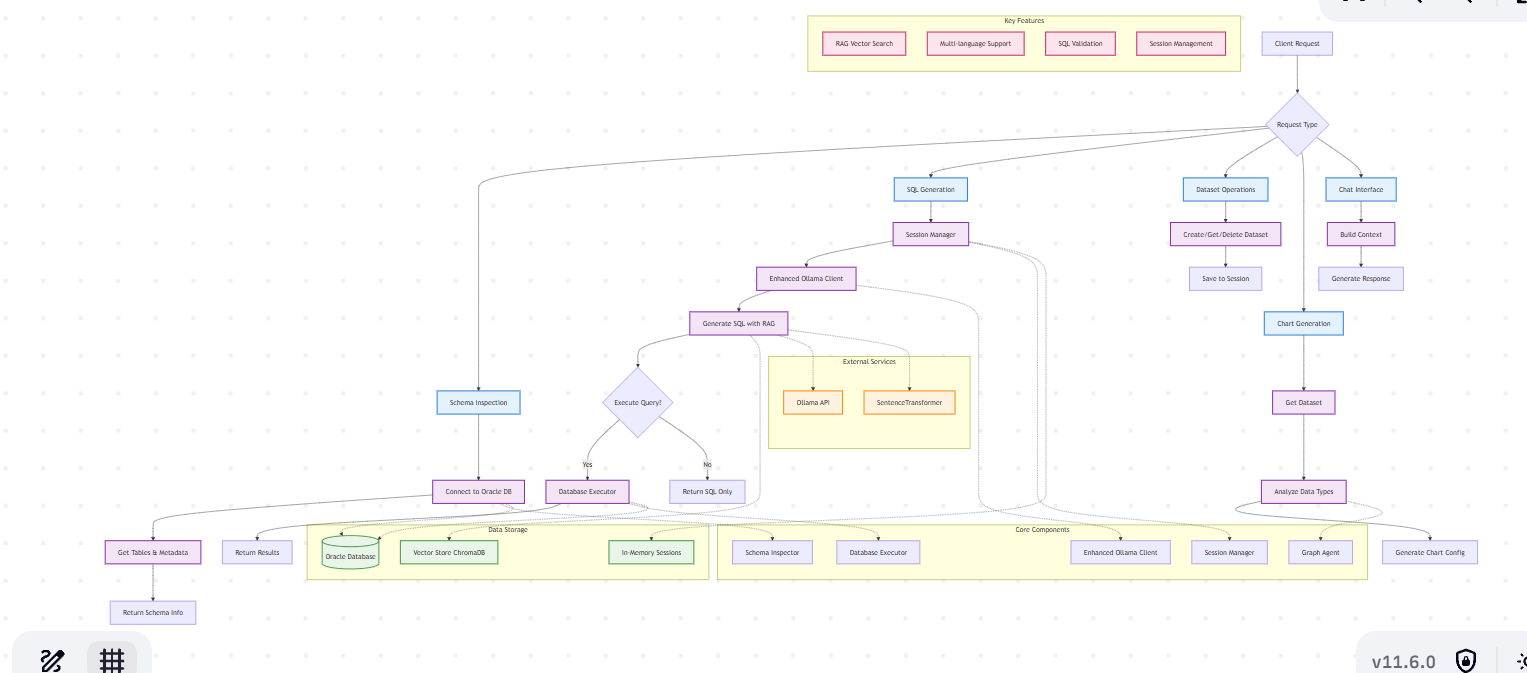 Key Features
RAG Vector Search
Multi-language Support
SQL Validation
Session Management
Client Request
Request Type
SQL Generation
Dataset Operations
Chat Interface
Session Manager
Create/Get/Delete Dataset
Build Context
Enhanced Ollama Client
Save to Session
Generate Response
Generate SQL with RAG
Chart Generation
External Services
Schema Inspection
Execute Query?
Ollama API
SentenceTransformer
Get Dataset
Yes
No
Connect to Oracle DB
Database Executor
Return SQL Only
Analyze Data Types
Data Storage
Core Components
Get Tables & Metadata
Return Results
Oracle Database
Vector Store ChromaDB
In-Memory Sessions
Schema Inspector
Database Executor
Enhanced Ollama Client
Session Manager
Graph Agent
Generate Chart Config
Return Schema Info
v11.6.0